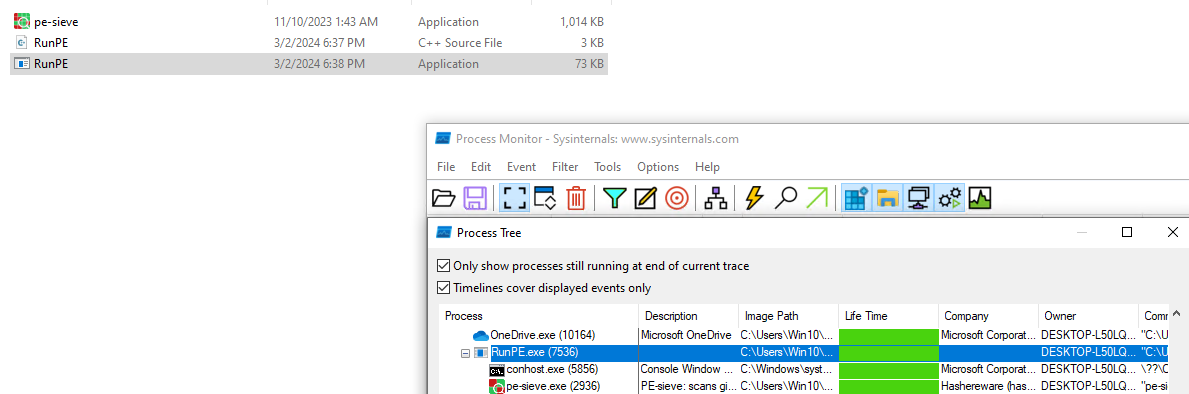 pe-sieve 11/10/2023 1:43 AM Application 1,014 KB
RunPE 3/2/2024 6:37 PM C++ Source File 3 KB
RunPE 3/2/2024 6:38 PM Application 73 KB
Process Monitor - Sysinternals: www.sysinternals.com
File Edit Event Filter Tools Options Help
Process Tree
Only show processes still running at end of current trace
Timelines cover displayed events only
Process Description Image Path Life Time Company Owner Comm
OneDrive.exe (10164) Microsoft OneDrive C:\Users\Win10\... Microsoft Corporat... DESKTOP-L50LQ... "C:\U
RunPE.exe (7536) C:\Users\Win10\... DESKTOP-L50LQ... "C:\U
conhost.exe (5856) Console Window ... C:\Windows\syst... Microsoft Corporat... DESKTOP-L50LQ... \??\C
pe-sieve.exe (2936) PE-sieve: scans gi... C:\Users\Win10\... Hashereware (has... DESKTOP-L50LQ... "pe-si